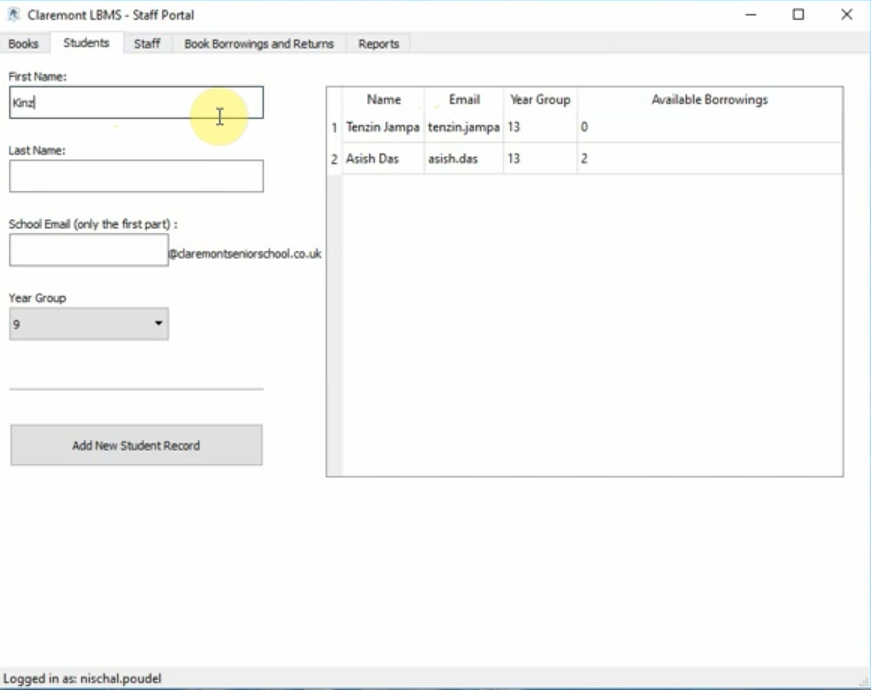 Claremont LBMS - Staff Portal
Books Students Staff Book Borrowings and Returns Reports
First Name:
Kinz
Last Name:
School Email (only the first part) :
@claremontseniorschool.co.uk
Year Group
9
Add New Student Record
Name Email Year Group Available Borrowings
1 Tenzin Jampa tenzin.jampa 13 0
2 Asish Das asish.das 13 2
Logged in as: nischal.poudel